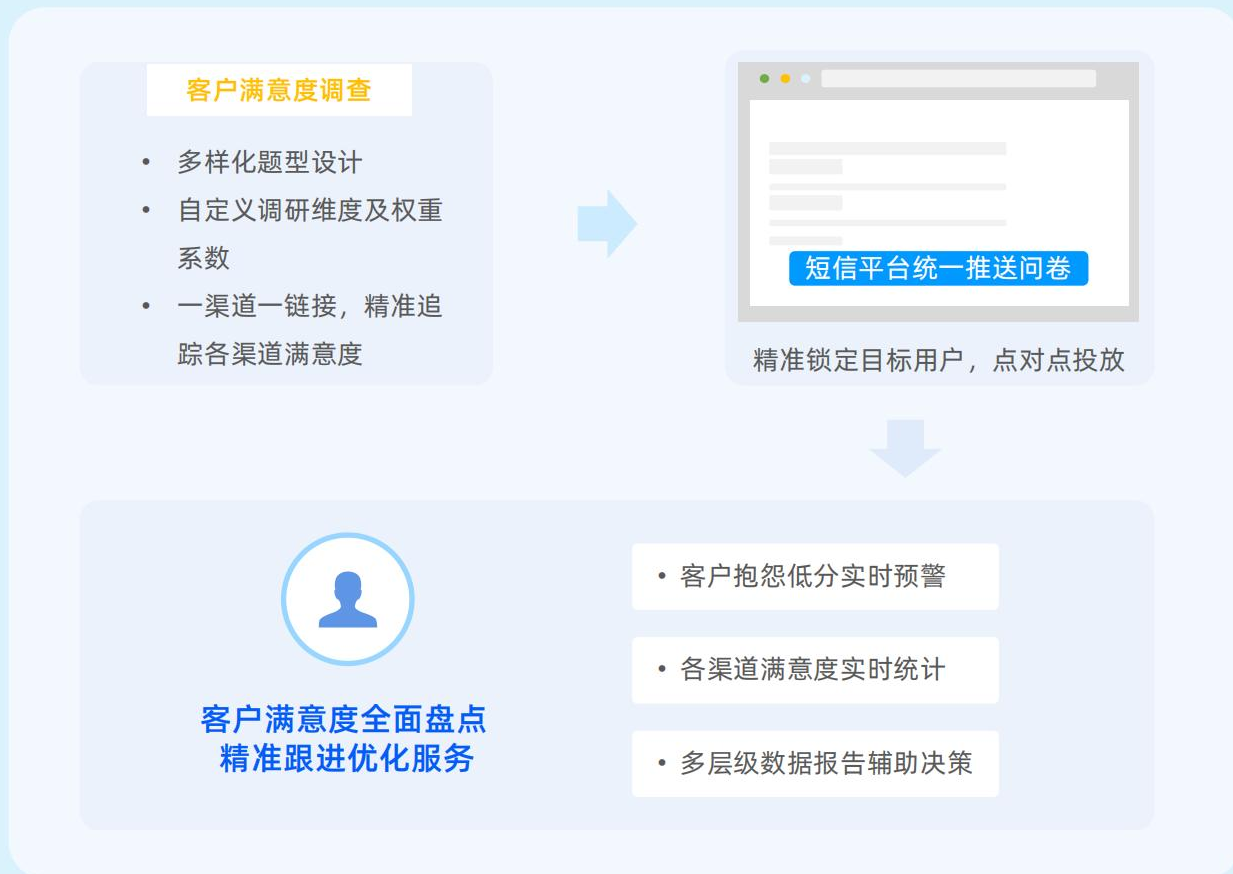 客户满意度调查
• 多样化题型设计
• 自定义调研维度及权重
系数
• 一渠道一链接，精准追
踪各渠道满意度
短信平台统一推送问卷
精准锁定目标用户，点对点投放
客户满意度全面盘点
精准跟进优化服务
• 客户抱怨低分实时预警
• 各渠道满意度实时统计
• 多层级数据报告辅助决策